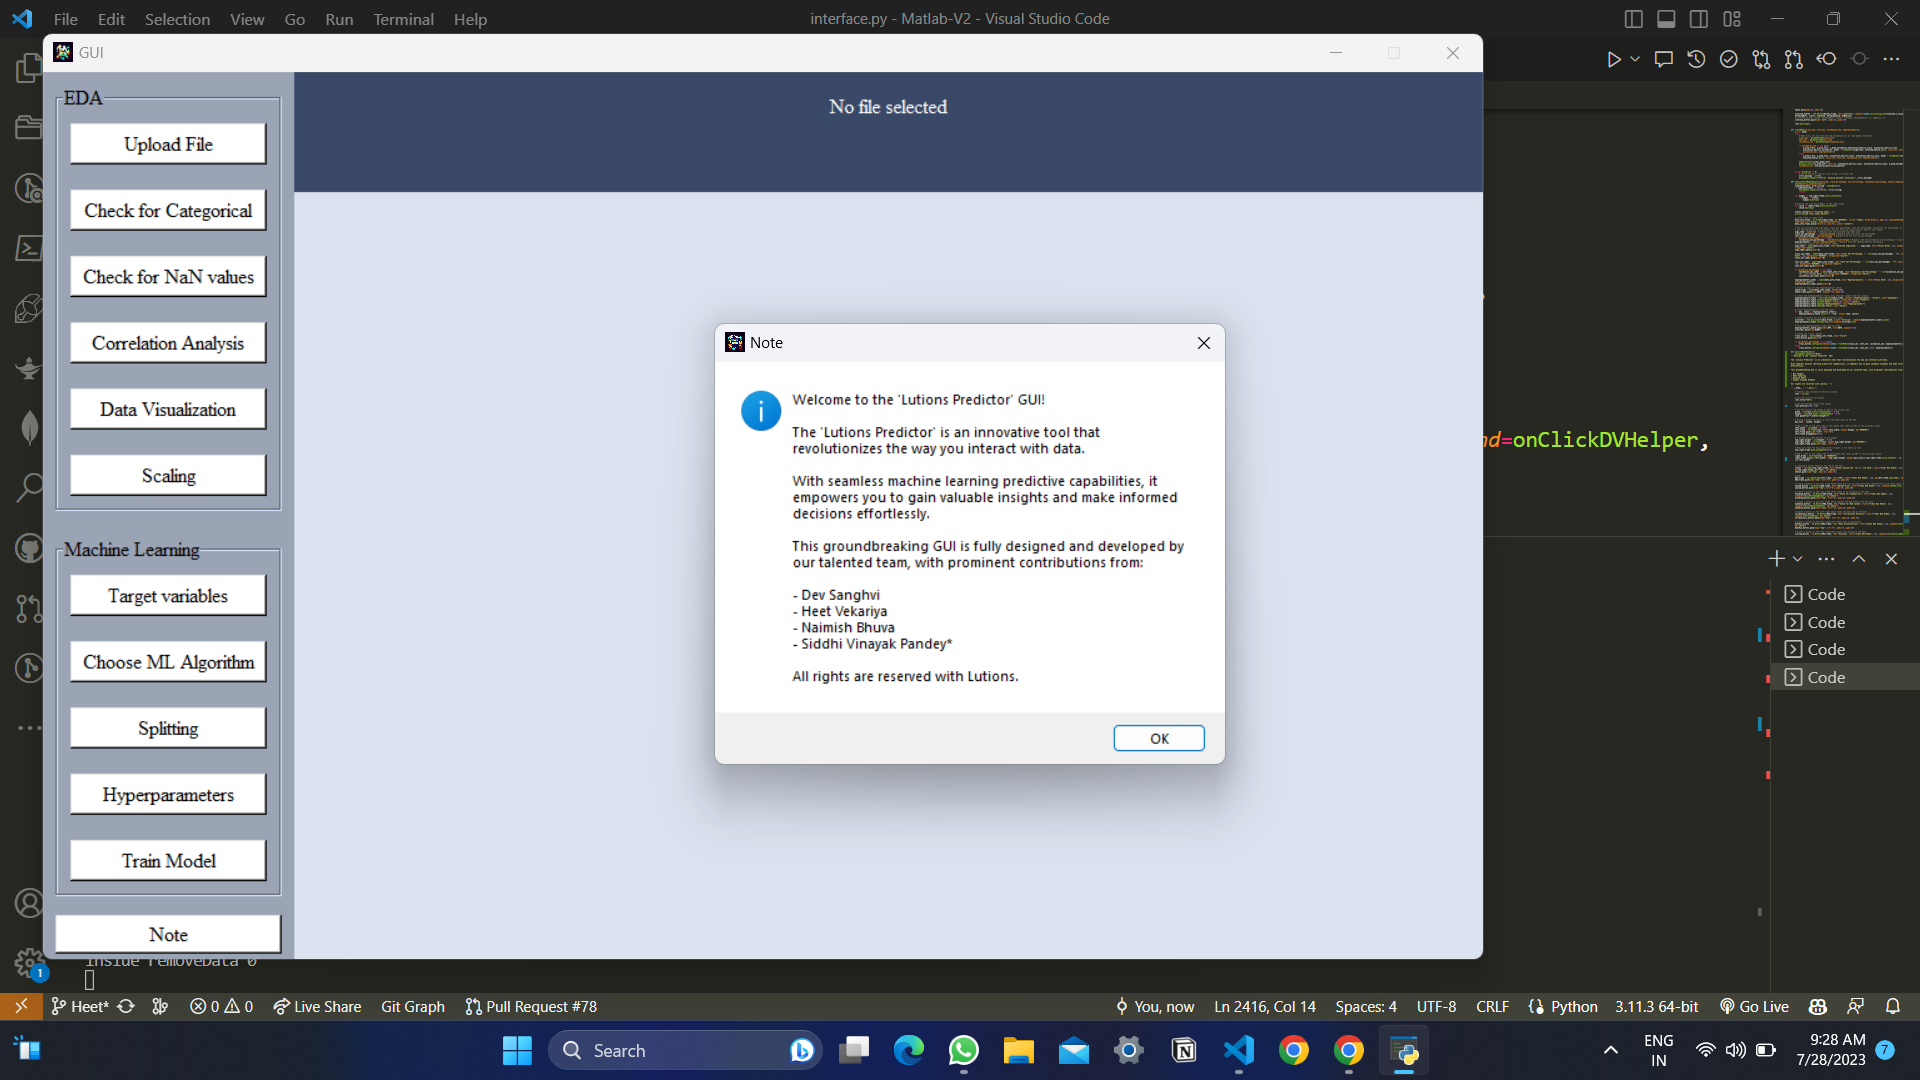 File Edit Selection View Go Run Terminal Help
interface.py - Matlab-V2 - Visual Studio Code
GUI
EDA
Upload File
Check for Categorical
Check for NaN values
Correlation Analysis
Data Visualization
Scaling
Machine Learning
Target variables
Choose ML Algorithm
Splitting
Hyperparameters
Train Model
Note
No file selected
Note
Welcome to the 'Lutions Predictor' GUI!
The 'Lutions Predictor' is an innovative tool that
revolutionizes the way you interact with data.
With seamless machine learning predictive capabilities, it
empowers you to gain valuable insights and make informed
decisions effortlessly.
This groundbreaking GUI is fully designed and developed by
our talented team, with prominent contributions from:
- Dev Sanghvi
- Heet Vekariya
- Naimish Bhuva
- Siddhi Vinayak Pandey*
All rights are reserved with Lutions.
OK
nd=onClickDVHelper,
Code
Code
Code
Code
inside removeData 0
1
Heet* 0 0 Live Share Git Graph Pull Request #78
You, now Ln 2416, Col 14 Spaces: 4 UTF-8 CRLF Python 3.11.3 64-bit Go Live
Search
ENG
IN
9:28 AM
7/28/2023
7